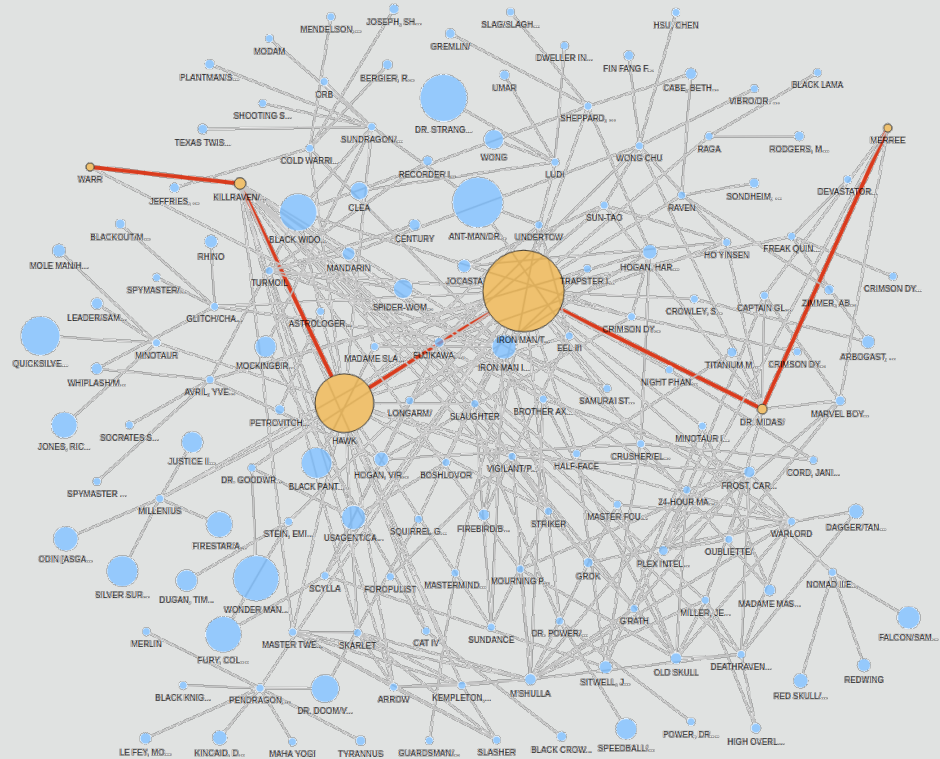 JOSEPH, SH...
MENDELSON,...
SLAG/SLAGH...
HSU, CHEN
MODAM
GREMLIN/
DWELLER IN...
FIN FANG F...
PLANTMAN/S...
BERGIER, R...
UMAR
CABE, BETH...
BLACK LAMA
ORB
VIBRO/DR. ...
SHOOTING S...
DR. STRANG...
SHEPPARD, ...
TEXAS TWIS...
SUNDRAGON/...
MERREE
WONG
WONG CHU
RAGA
RODGERS, M...
COLD WARRI...
RECORDER I...
LUDI
WARR
JEFFRIES, ...
KILLRAVEN/...
CLEA
RAVEN
SONDHEIM, ...
DEVASTATOR...
SUN-TAO
BLACKOUT/M...
BLACK WIDO...
CENTURY
ANT-MAN/DR...
UNDERTOW
FREAK QUIN...
RHINO
HO YINSEN
MOLE MAN/H...
MANDARIN
HOGAN, HAR...
TURMOIL
JOCASTA
TRAPSTER I...
SPYMASTER/...
CRIMSON DY...
SPIDER-WOM...
ZIMMER, AB...
LEADER/SAM...
GLITCH/CHA...
ASTROLOGER...
CROWLEY, S...
CAPTAIN GL...
CRIMSON DY...
IRON MAN/T...
EEL III
QUICKSILVE...
MINOTAUR
MADAME SLA...
FUJIKAWA,...
ARBOGAST, ...
MOCKINGBIR...
IRON MAN I...
TITANIUM M...
CRIMSON DY...
WHIPLASH/M...
NIGHT PHAN...
AVRIL, YVE...
SAMURAI ST...
LONGARM/
SLAUGHTER
BROTHER AX...
MARVEL BOY...
PETROVITCH...
DR. MIDAS/
SOCRATES S...
HAWK
MINOTAUR I...
JONES, RIC...
JUSTICE II...
CRUSHER/EL...
DR. GOODWR...
BLACK PANT...
HOGAN, VIR...
BOSHLOVOR
VIGILANT/P...
HALF-FACE
CORD, JANI...
FROST, CAR...
SPYMASTER ...
24-HOUR MA...
MILLENIUS
MASTER FOU...
STEIN, EMI...
USAGENT/CA...
SQUIRREL G...
FIREBIRD/B...
STRIKER
WARLORD
DAGGER/TAN...
ODIN [ASGA...
FIRESTAR/A...
OUBLIETTE/
PLEX INTEL...
SILVER SUR...
DUGAN, TIM...
WONDER MAN...
SCYLLA
FOROPULIST
MASTERMIND...
MOURNING P...
GROK
NOMAD III/E...
MADAME MAS...
MILLER, JE...
G'RATH
DR. POWER/...
FALCON/SAM...
MERLIN
FURY, COL....
MASTER TWE...
SKARLET
CAT IV
SUNDANCE
DEATHRAVEN...
OLD SKULL
REDWING
SITWELL, J...
BLACK KNIG...
PENDRAGON,...
DR. DOOM/V...
ARROW
KEMPLETON,...
M'SHULLA
RED SKULL/...
POWER, DR....
HIGH OVERL...
LE FEY, MO...
KINCAID, D...
MAHA YOGI
TYRANNUS
GUARDSMAN/...
SLASHER
BLACK CROW...
SPEEDBALL/...